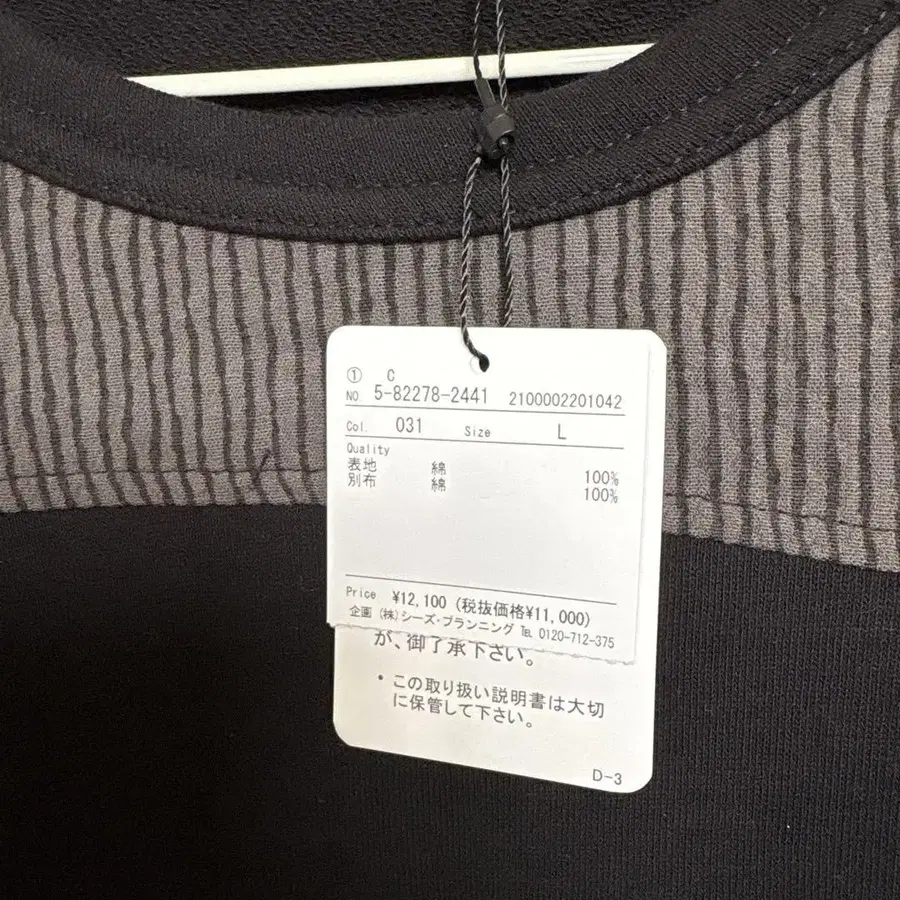 ① C
NO. 5-82278-2441 2100002201042
Col. 031 Size L
Quality
表地 綿 100%
別布 綿 100%
Price ¥12,100 (税抜価格¥11,000)
企画 (株)シーズ・プランニング ℡ 0120-712-375
が、御了承下さい。
・この取り扱い説明書は大切
に保管して下さい。
D-3